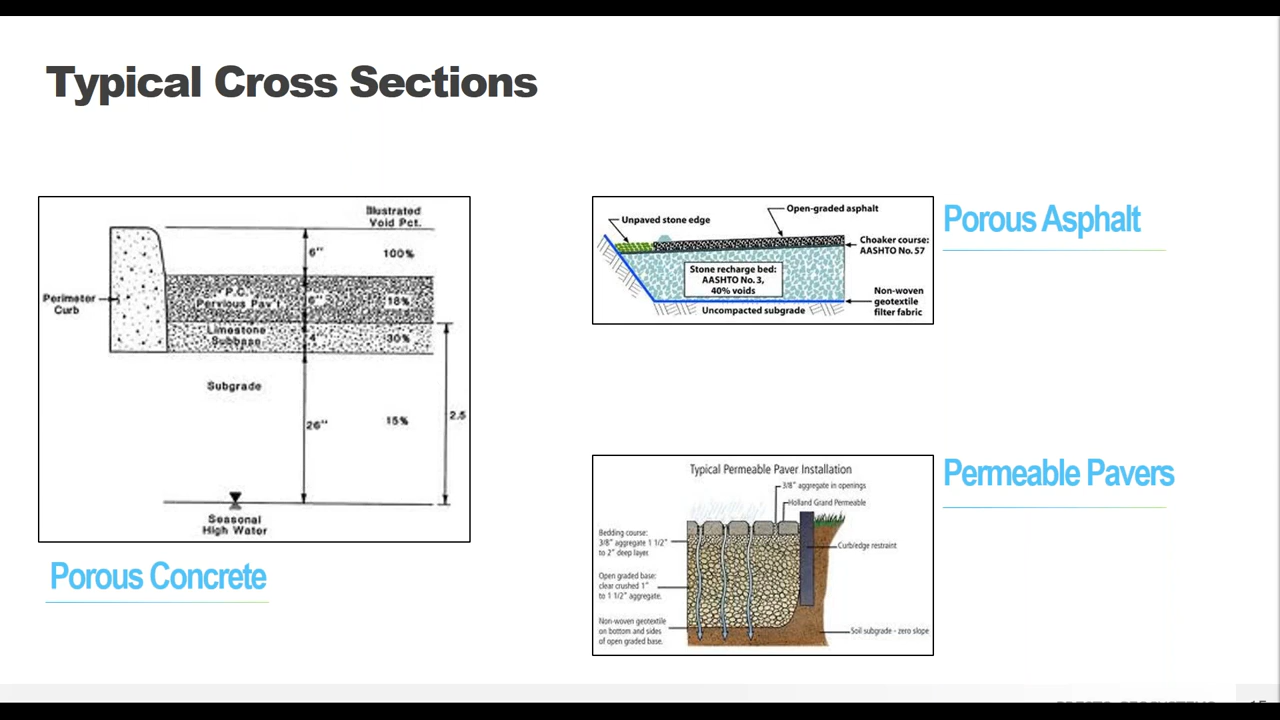 Typical Cross Sections
Illustrated
Void Pct.
6"
100%
Perimeter
Curb
P.C.
Pervious Pav't
6"
18%
Limestone
Subbase
4"
30%
Subgrade
26"
15%
2.5
Seasonal
High Water
Porous Concrete
Unpaved stone edge
Open-graded asphalt
Choaker course:
AASHTO No. 57
Stone recharge bed:
AASHTO No. 3,
40% voids
Non-woven
geotextile
filter fabric
Uncompacted subgrade
Porous Asphalt
Typical Permeable Paver Installation
3/8" aggregate in openings
Holland Grand Permeable
Bedding course:
3/8" aggregate 1 1/2"
to 2" deep layer.
Curb/edge restraint
Open graded base:
clear crushed 1"
to 1 1/2" aggregate.
Non-woven geotextile
on bottom and sides
of open graded base.
Soil subgrade - zero slope
Permeable Pavers